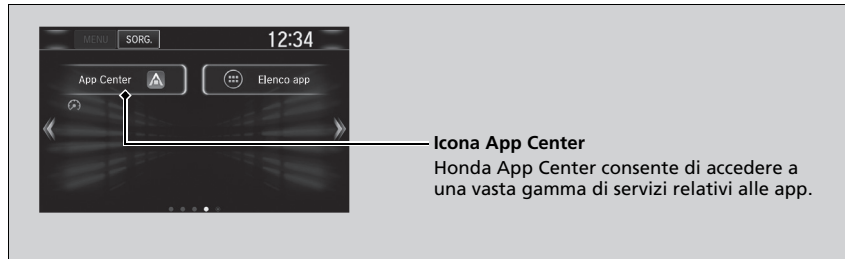 MENU
SORG.
12:34
App Center
Elenco app
Icona App Center
Honda App Center consente di accedere a
una vasta gamma di servizi relativi alle app.